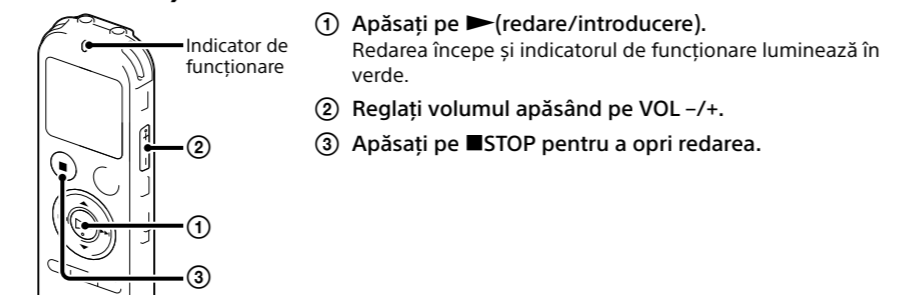 Indicator de
funcționare
②
①
③
① Apăsați pe ►(redare/introducere).
Redarea începe și indicatorul de funcționare luminează în
verde.
② Reglați volumul apăsând pe VOL –/+.
③ Apăsați pe ■STOP pentru a opri redarea.